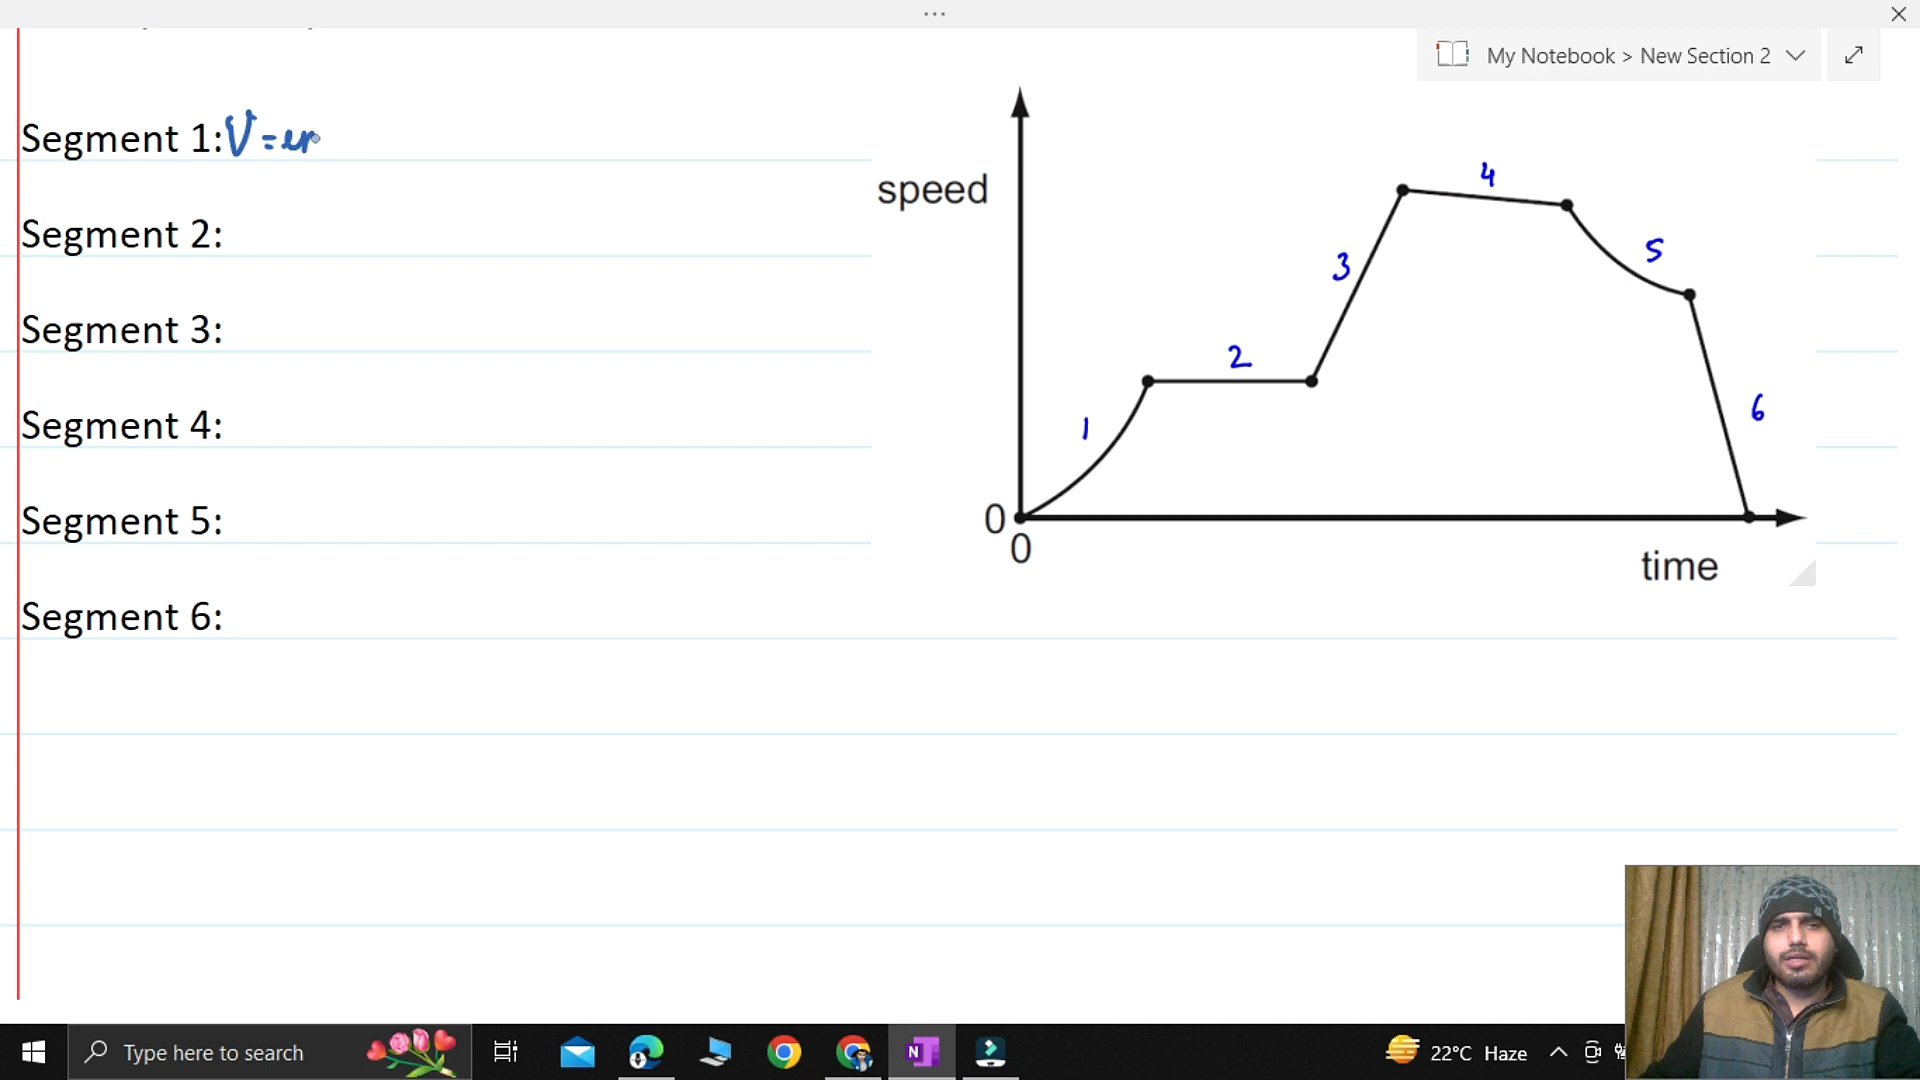 ...
My Notebook > New Section 2
Segment 1: V =
Segment 2:
Segment 3:
Segment 4:
Segment 5:
Segment 6:
speed
1
2
3
4
5
6
0
0
time
Type here to search
22°C Haze